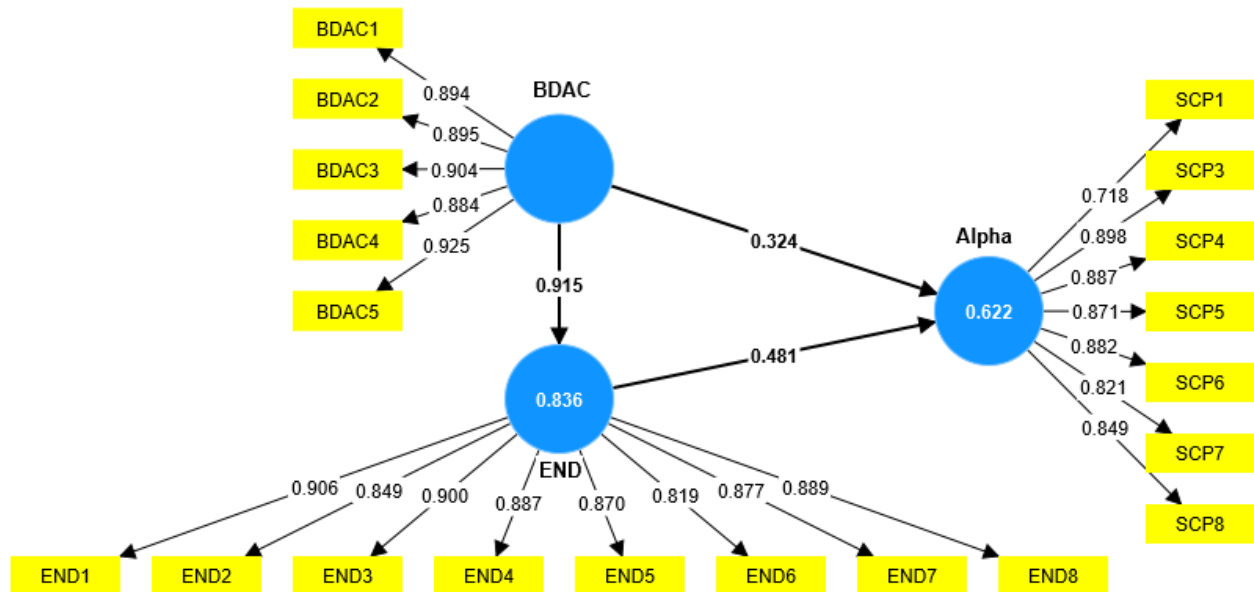 BDAC1
BDAC2
BDAC3
BDAC4
BDAC5
0.894
0.895
0.904
0.884
0.925
BDAC
0.915
0.324
0.481
Alpha
0.622
SCP1
SCP3
SCP4
SCP5
SCP6
SCP7
SCP8
0.718
0.898
0.887
0.871
0.882
0.821
0.849
0.836
END
0.906
0.849
0.900
0.887
0.870
0.819
0.877
0.889
END1
END2
END3
END4
END5
END6
END7
END8